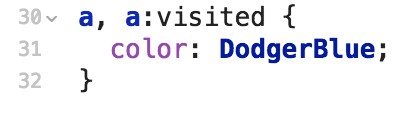 30 a, a:visited {
31 color: DodgerBlue;
32 }